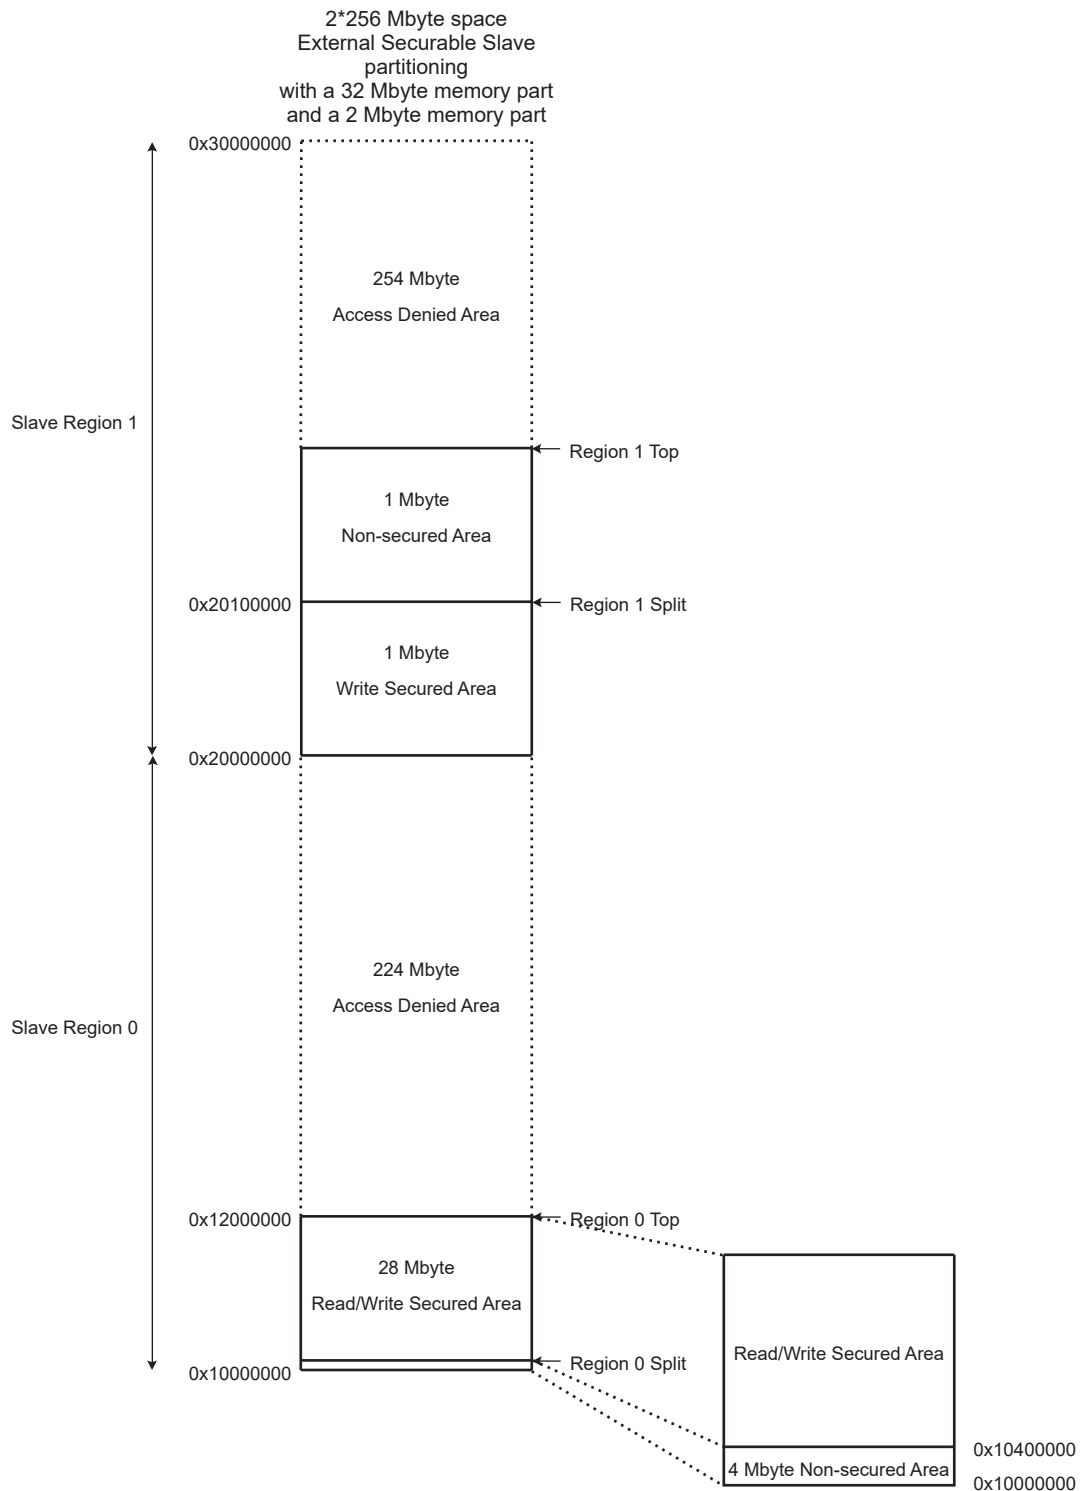 2*256 Mbyte space
External Securable Slave
partitioning
with a 32 Mbyte memory part
and a 2 Mbyte memory part
0x30000000
254 Mbyte
Access Denied Area
Slave Region 1
Region 1 Top
1 Mbyte
Non-secured Area
0x20100000
Region 1 Split
1 Mbyte
Write Secured Area
0x20000000
224 Mbyte
Access Denied Area
Slave Region 0
0x12000000
Region 0 Top
28 Mbyte
Read/Write Secured Area
Region 0 Split
0x10000000
Read/Write Secured Area
0x10400000
4 Mbyte Non-secured Area
0x10000000